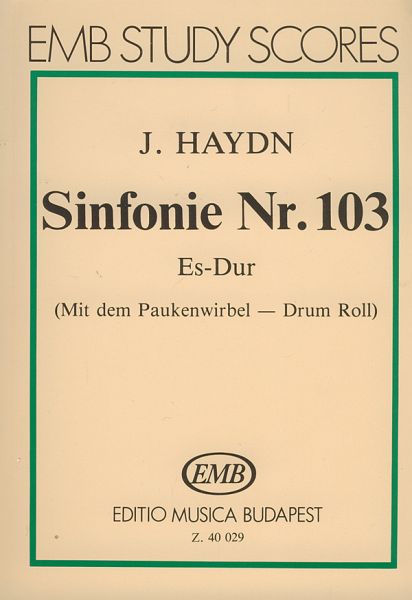 EMB STUDY SCORES
J. HAYDN
Sinfonie Nr. 103
Es-Dur
(Mit dem Paukenwirbel — Drum Roll)
EMB
EDITIO MUSICA BUDAPEST
Z. 40 029